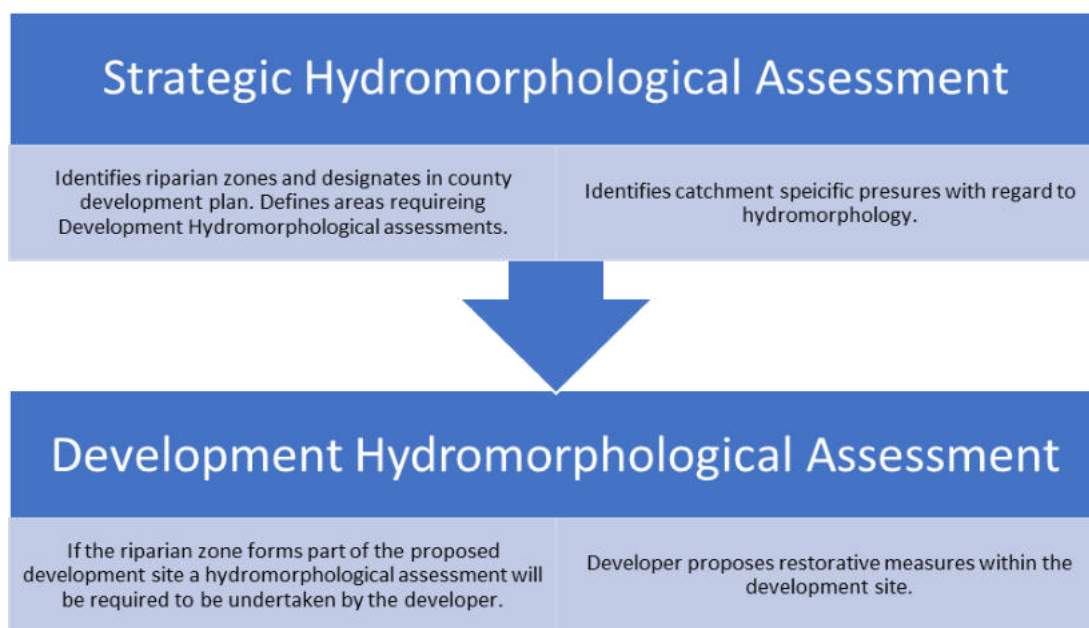 Strategic Hydromorphological Assessment
Identifies riparian zones and designates in county
development plan. Defines areas requireing
Development Hydromorphological assessments.
Identifies catchment speicific presures with regard to
hydromorphology.
Development Hydromorphological Assessment
If the riparian zone forms part of the proposed
development site a hydromorphological assessment will
be required to be undertaken by the developer.
Developer proposes restorative measures within the
development site.